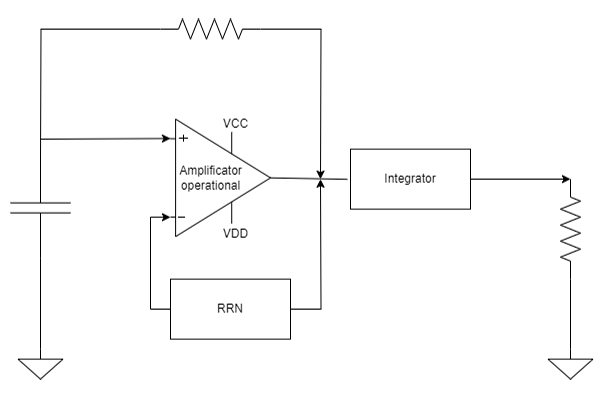 VCC
+
Amplificator
operational
Integrator
−
VDD
RRN